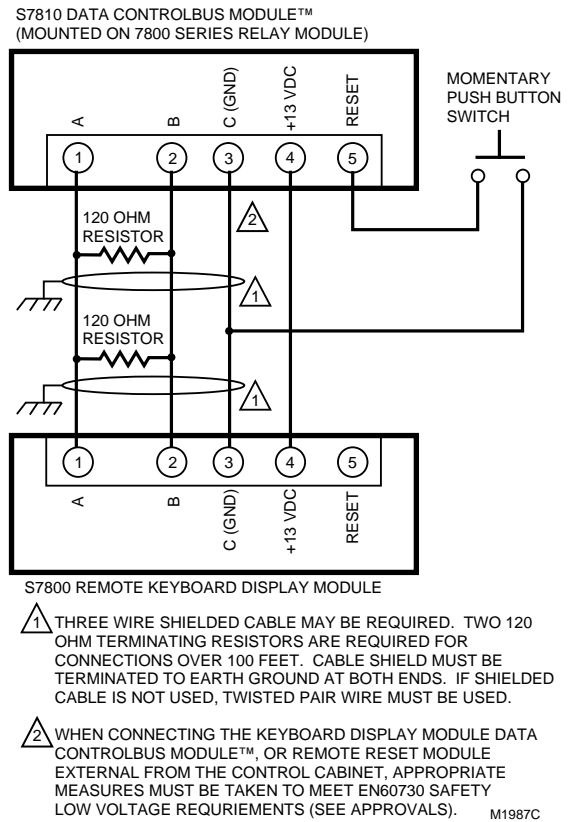 S7810 DATA CONTROLBUS MODULE™
(MOUNTED ON 7800 SERIES RELAY MODULE)
MOMENTARY
PUSH BUTTON
SWITCH
A
B
C (GND)
+13 VDC
RESET
1
2
3
4
5
120 OHM
RESISTOR
2
1
120 OHM
RESISTOR
1
1
2
3
4
5
A
B
C (GND)
+13 VDC
RESET
S7800 REMOTE KEYBOARD DISPLAY MODULE
1 THREE WIRE SHIELDED CABLE MAY BE REQUIRED. TWO 120
OHM TERMINATING RESISTORS ARE REQUIRED FOR
CONNECTIONS OVER 100 FEET. CABLE SHIELD MUST BE
TERMINATED TO EARTH GROUND AT BOTH ENDS. IF SHIELDED
CABLE IS NOT USED, TWISTED PAIR WIRE MUST BE USED.
2 WHEN CONNECTING THE KEYBOARD DISPLAY MODULE DATA
CONTROLBUS MODULE™, OR REMOTE RESET MODULE
EXTERNAL FROM THE CONTROL CABINET, APPROPRIATE
MEASURES MUST BE TAKEN TO MEET EN60730 SAFETY
LOW VOLTAGE REQURIEMENTS (SEE APPROVALS).
M1987C